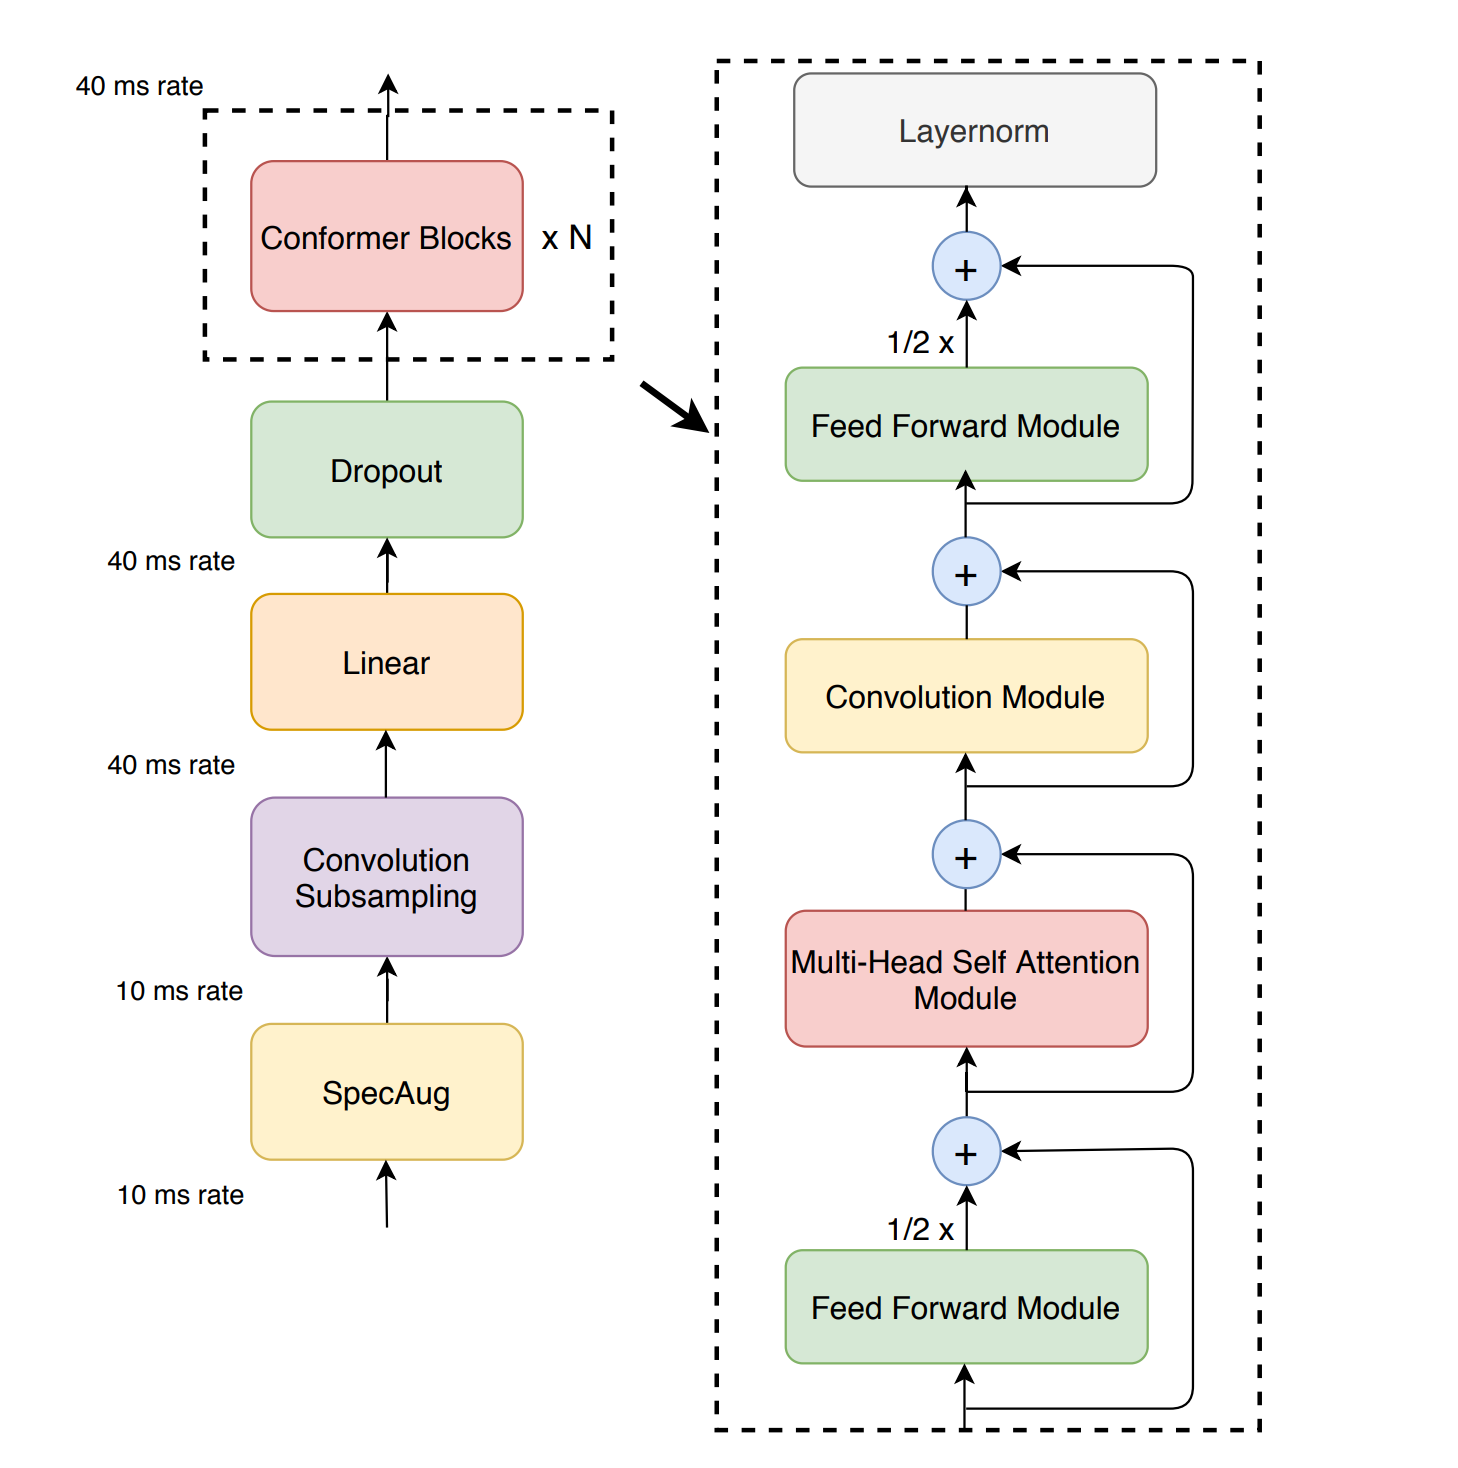 40 ms rate
Conformer Blocks
x N
Dropout
40 ms rate
Linear
40 ms rate
Convolution
Subsampling
10 ms rate
SpecAug
10 ms rate
Layernorm
+
1/2 x
Feed Forward Module
+
Convolution Module
+
Multi-Head Self Attention
Module
+
1/2 x
Feed Forward Module